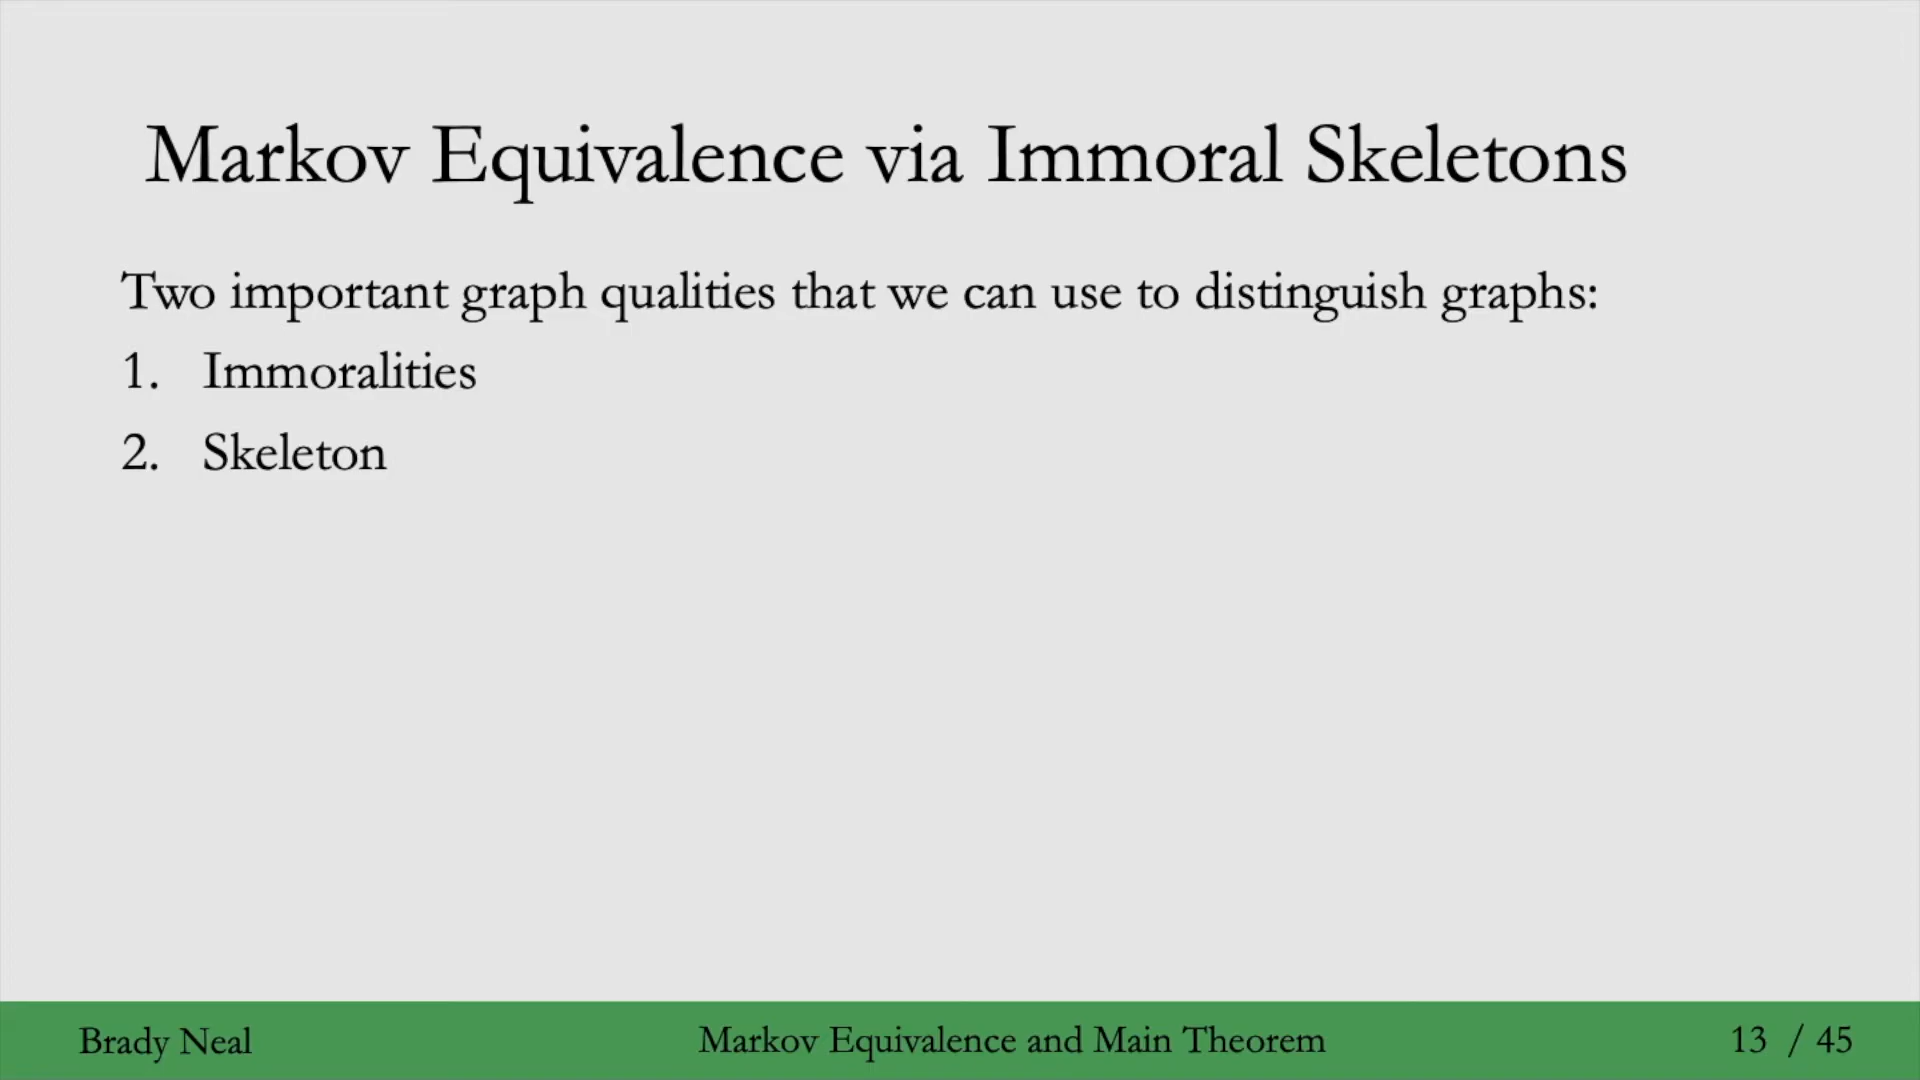 Markov Equivalence via Immoral Skeletons
Two important graph qualities that we can use to distinguish graphs:
1. Immoralities
2. Skeleton
Brady Neal
Markov Equivalence and Main Theorem
13 / 45